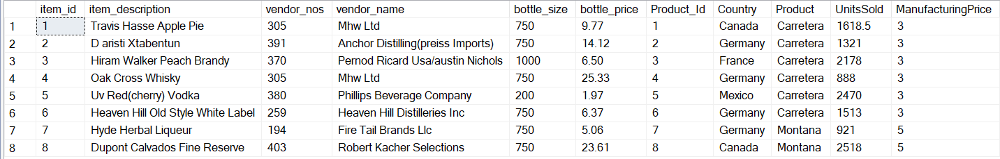 item_id item_description vendor_nos vendor_name bottle_size bottle_price Product_Id Country Product UnitsSold ManufacturingPrice
1 1 Travis Hasse Apple Pie 305 Mhw Ltd 750 9.77 1 Canada Carretera 1618.5 3
2 2 D aristi Xtabentun 391 Anchor Distilling(preiss Imports) 750 14.12 2 Germany Carretera 1321 3
3 3 Hiram Walker Peach Brandy 370 Pernod Ricard Usa/austin Nichols 1000 6.50 3 France Carretera 2178 3
4 4 Oak Cross Whisky 305 Mhw Ltd 750 25.33 4 Germany Carretera 888 3
5 5 Uv Red(cherry) Vodka 380 Phillips Beverage Company 200 1.97 5 Mexico Carretera 2470 3
6 6 Heaven Hill Old Style White Label 259 Heaven Hill Distilleries Inc 750 6.37 6 Germany Carretera 1513 3
7 7 Hyde Herbal Liqueur 194 Fire Tail Brands Llc 750 5.06 7 Germany Montana 921 5
8 8 Dupont Calvados Fine Reserve 403 Robert Kacher Selections 750 23.61 8 Canada Montana 2518 5